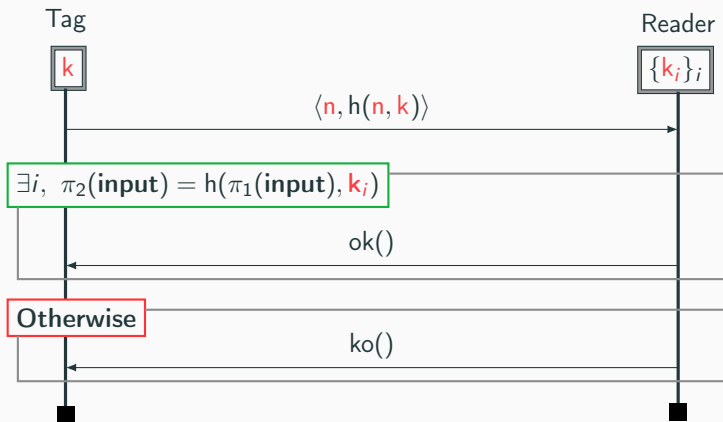 Tag
Reader
k
{k_i}_i
⟨n, h(n, k)⟩
∃i, π₂(input) = h(π₁(input), k_i)
ok()
Otherwise
ko()